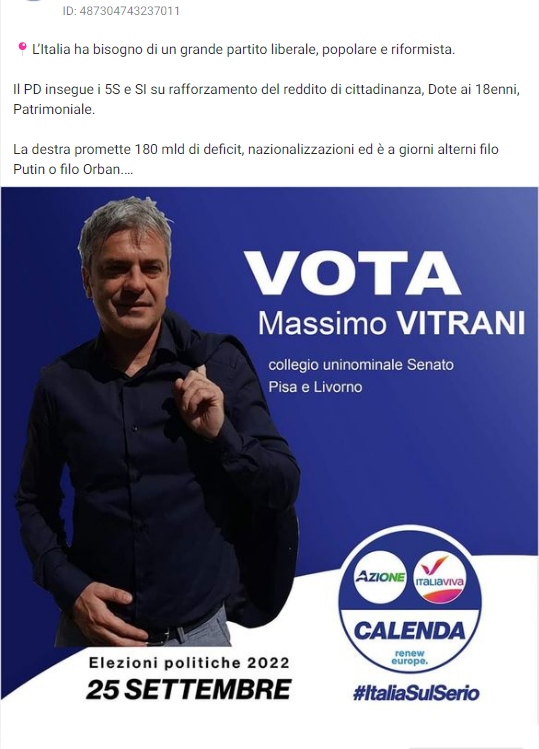 ID: 487304743237011
📍 L'Italia ha bisogno di un grande partito liberale, popolare e riformista.
Il PD insegue i 5S e SI su rafforzamento del reddito di cittadinanza, Dote ai 18enni,
Patrimoniale.
La destra promette 180 mld di deficit, nazionalizzazioni ed è a giorni alterni filo
Putin o filo Orban....
VOTA
Massimo VITRANI
collegio uninominale Senato
Pisa e Livorno
AZIONE
ITALIAVIVA
CALENDA
renew
europe.
Elezioni politiche 2022
25 SETTEMBRE
#ItaliaSulSerio